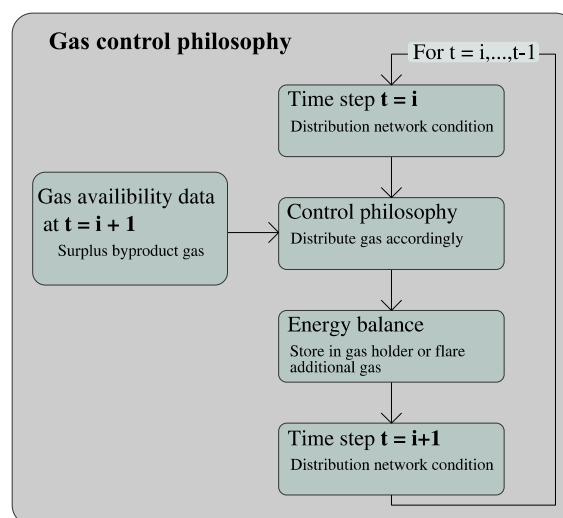 Gas control philosophy
For t = i,...,t-1
Time step t = i
Distribution network condition
Gas availibility data
at t = i + 1
Surplus byproduct gas
Control philosophy
Distribute gas accordingly
Energy balance
Store in gas holder or flare
additional gas
Time step t = i+1
Distribution network condition